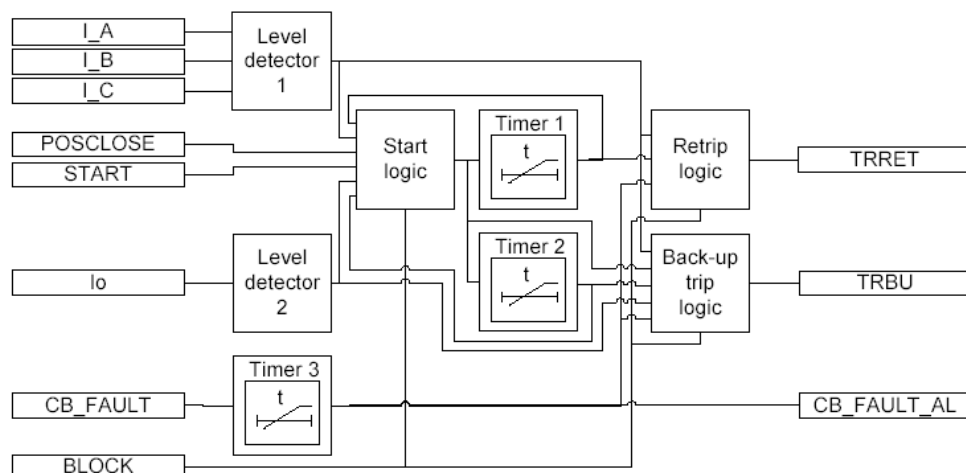 I_A
I_B
I_C
Level
detector
1
POSCLOSE
START
Start
logic
Timer 1
t
Retrip
logic
TRRET
Io
Level
detector
2
Timer 2
t
Back-up
trip
logic
TRBU
CB_FAULT
Timer 3
t
CB_FAULT_AL
BLOCK